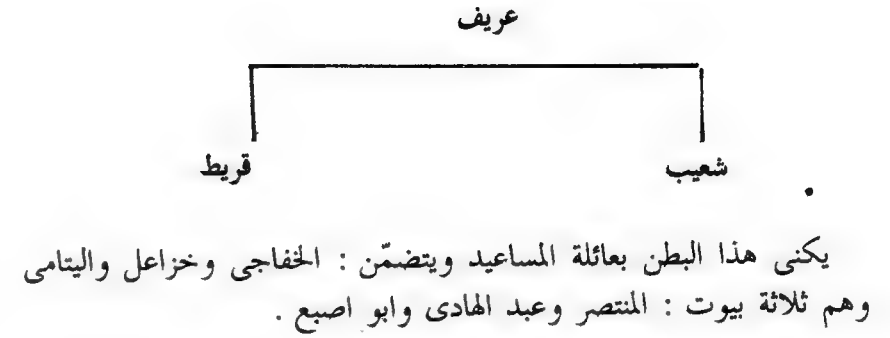 عريف
شعيب قريط
يكنى هذا البطن بعائلة المساعيد ويتضمّن : الخفاجى وخزاعل واليتامى
وهم ثلاثة بيوت : المنتصر وعبد الهادى وابو اصبع .